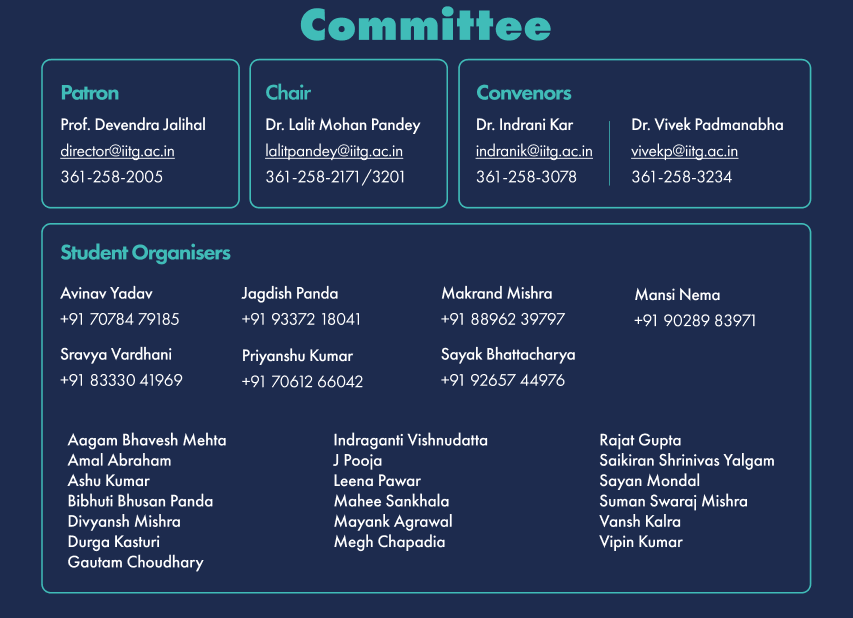 Committee
Patron
Prof. Devendra Jalihal
director@iitg.ac.in
361-258-2005
Chair
Dr. Lalit Mohan Pandey
lalitpandey@iitg.ac.in
361-258-2171/3201
Convenors
Dr. Indrani Kar
indranik@iitg.ac.in
361-258-3078
Dr. Vivek Padmanabha
vivekp@iitg.ac.in
361-258-3234
Student Organisers
Avinav Yadav
+91 70784 79185
Jagdish Panda
+91 93372 18041
Makrand Mishra
+91 88962 39797
Mansi Nema
+91 90289 83971
Sravya Vardhani
+91 83330 41969
Priyanshu Kumar
+91 70612 66042
Sayak Bhattacharya
+91 92657 44976
Aagam Bhavesh Mehta
Amal Abraham
Ashu Kumar
Bibhuti Bhusan Panda
Divyansh Mishra
Durga Kasturi
Gautam Choudhary
Indraganti Vishnudatta
J Pooja
Leena Pawar
Mahee Sankhala
Mayank Agrawal
Megh Chapadia
Rajat Gupta
Saikiran Shrinivas Yalgam
Sayan Mondal
Suman Swaraj Mishra
Vansh Kalra
Vipin Kumar